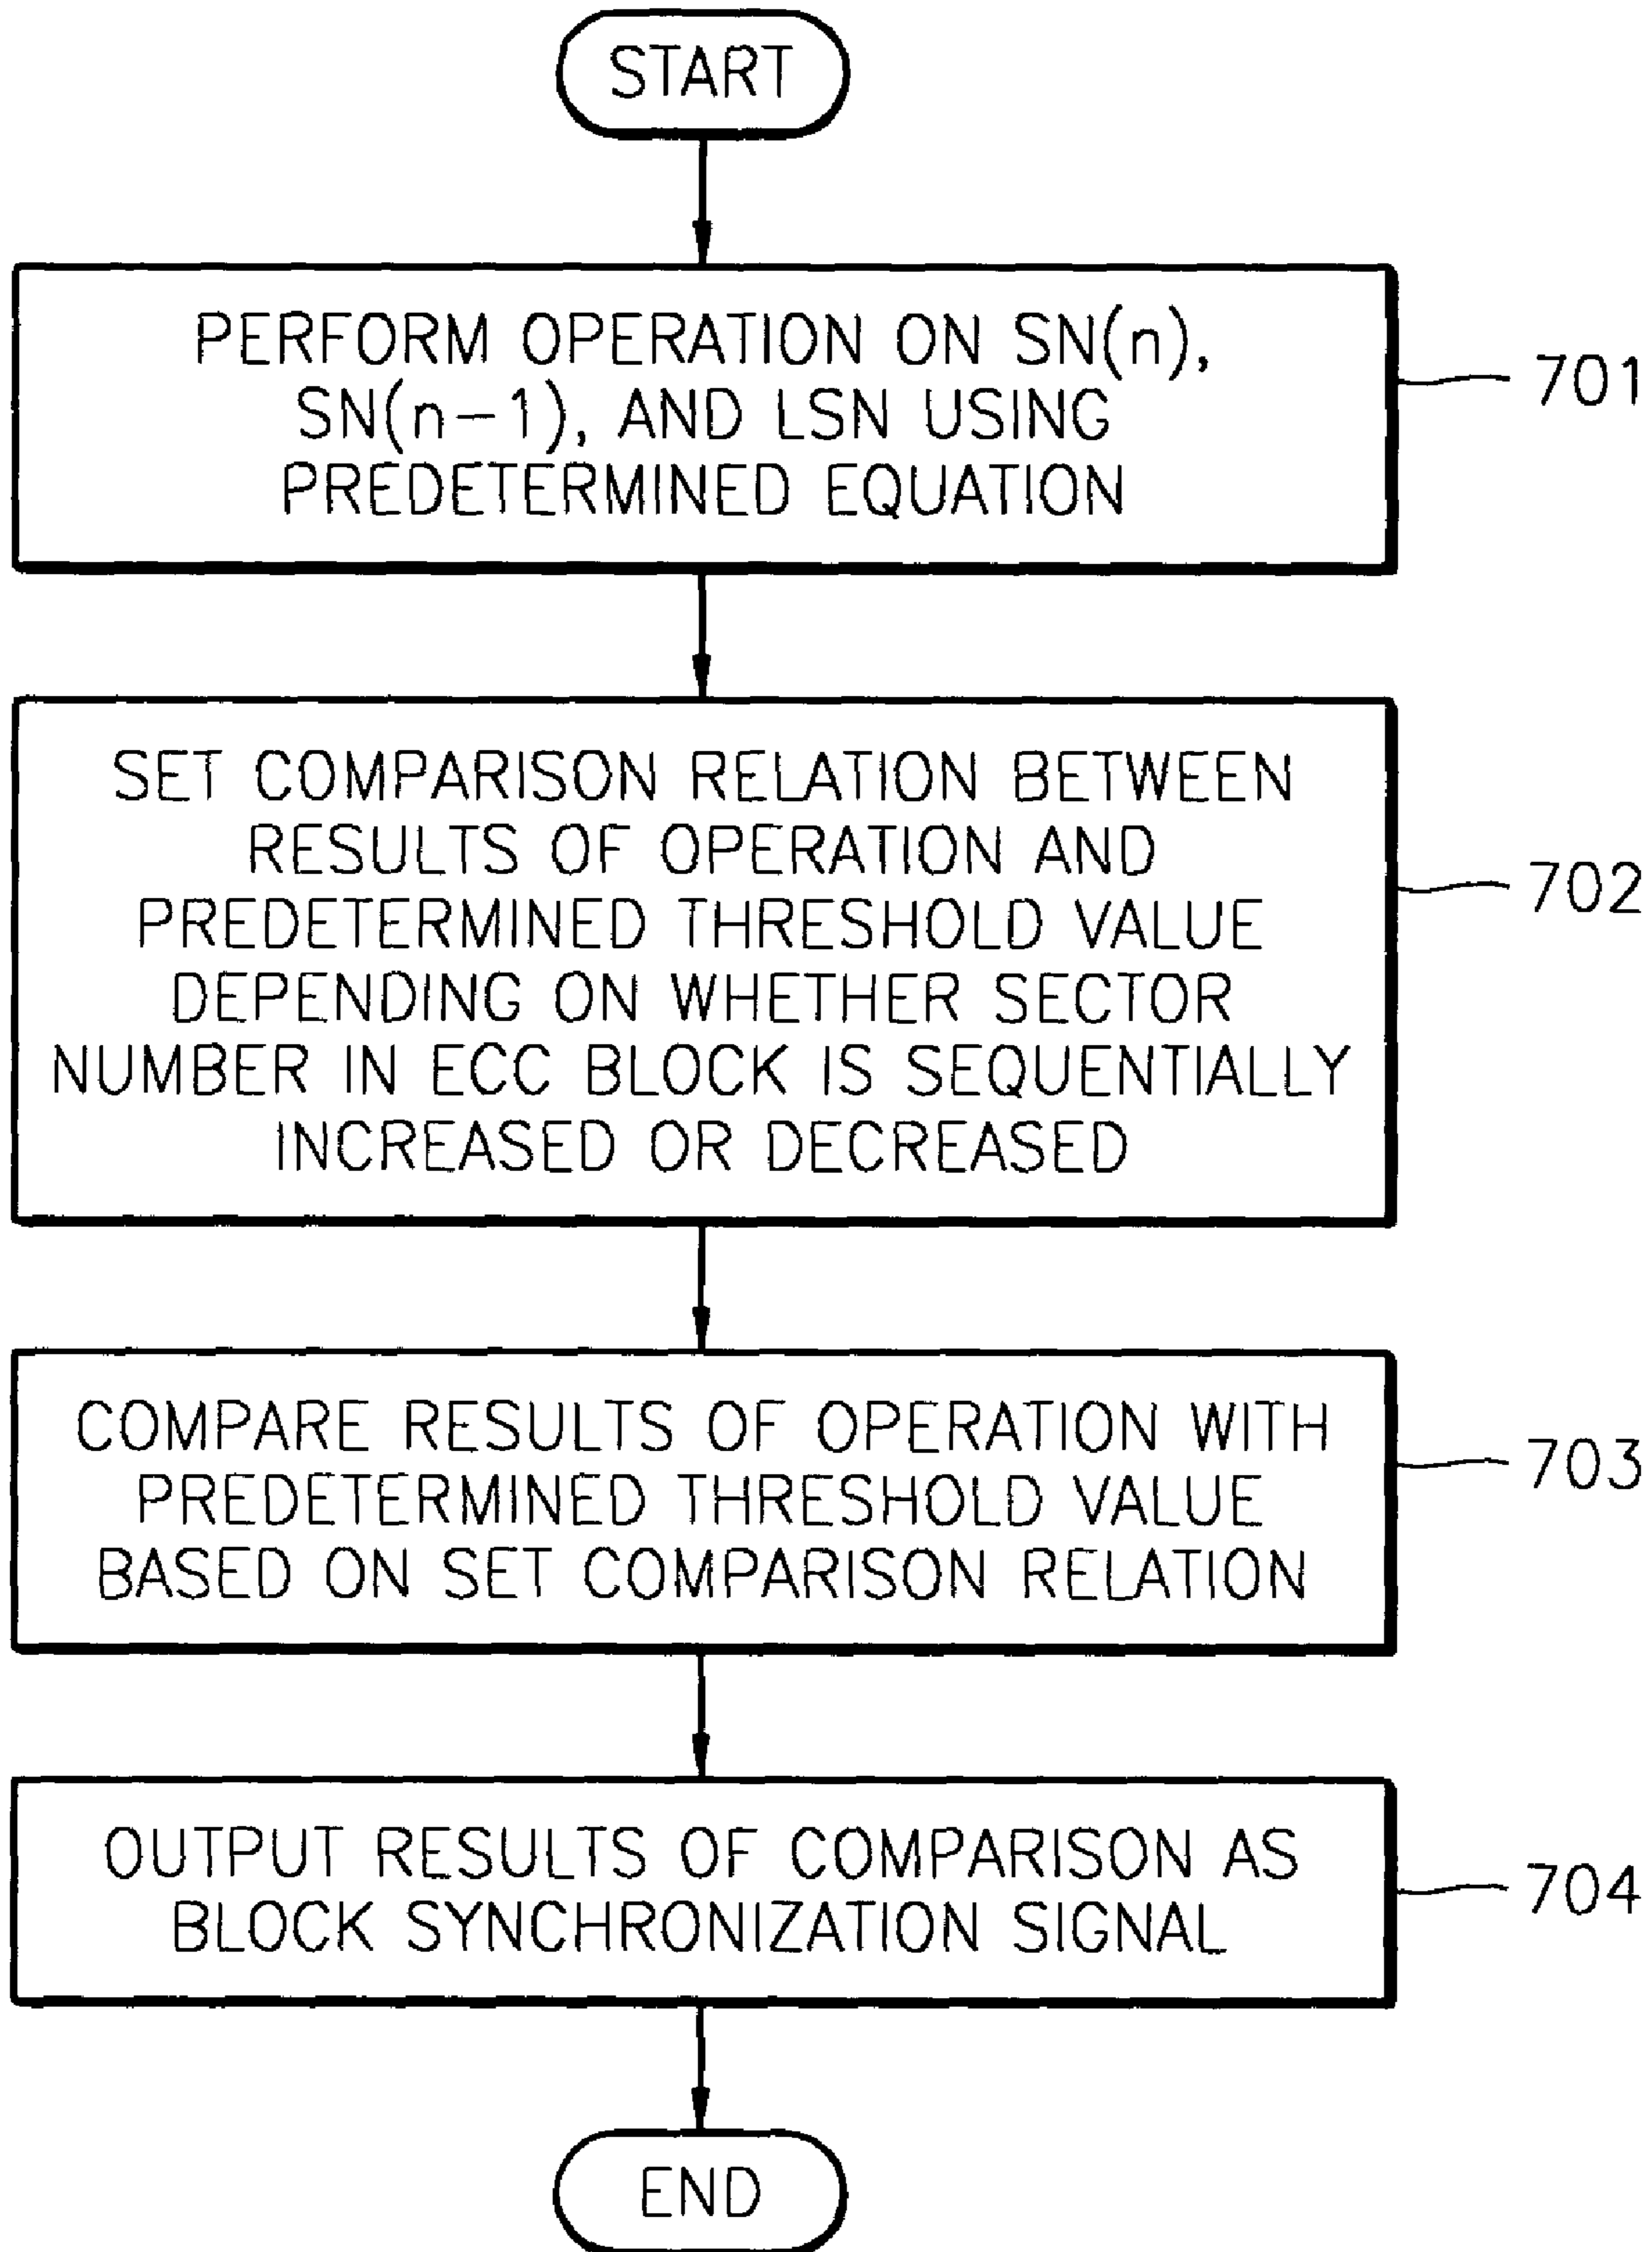 START
PERFORM OPERATION ON SN(n),
SN(n-1), AND LSN USING
PREDETERMINED EQUATION
701
SET COMPARISON RELATION BETWEEN
RESULTS OF OPERATION AND
PREDETERMINED THRESHOLD VALUE
DEPENDING ON WHETHER SECTOR
NUMBER IN ECC BLOCK IS SEQUENTIALLY
INCREASED OR DECREASED
702
COMPARE RESULTS OF OPERATION WITH
PREDETERMINED THRESHOLD VALUE
BASED ON SET COMPARISON RELATION
703
OUTPUT RESULTS OF COMPARISON AS
BLOCK SYNCHRONIZATION SIGNAL
704
END